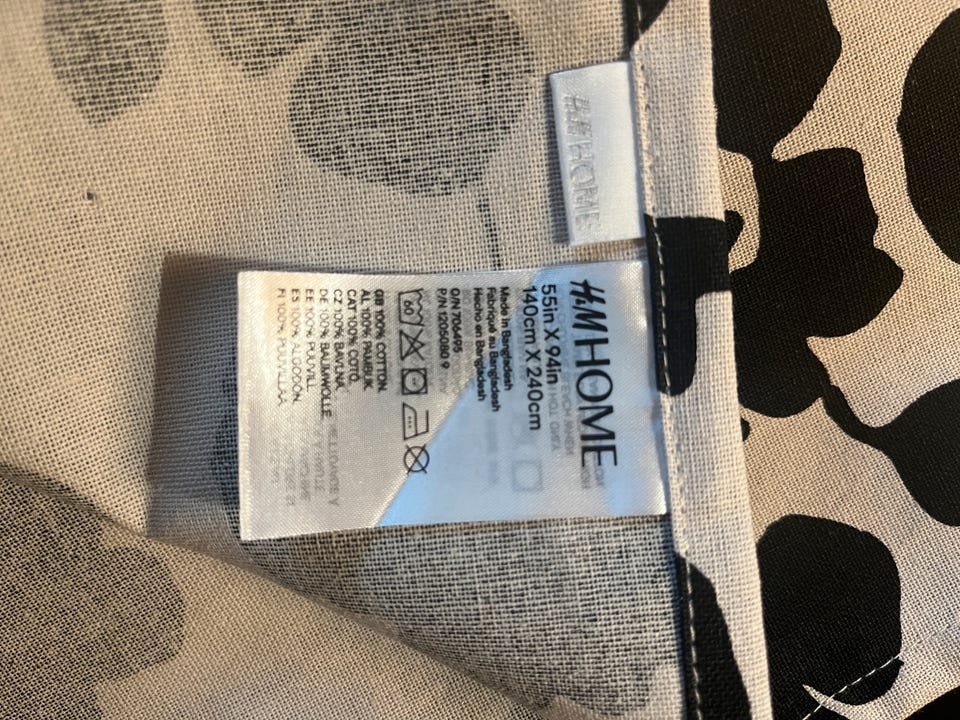 H&M HOME
H&M HOME
55in X 94in
140cm X 240cm
Made in Bangladesh
Fabriqué au Bangladesh
Hecho en Bangladesh
O/N 706495
P/N 1205080 9
60
GB 100% COTTON.
AL 100% PAMBUK.
CAT 100% COTÓ.
CZ 100% BAVLNA.
DE 100% BAUMWOLLE
EE 100% PUUVILL.
ES 100% ALGODÓN.
FI 100% PUUVILLAA